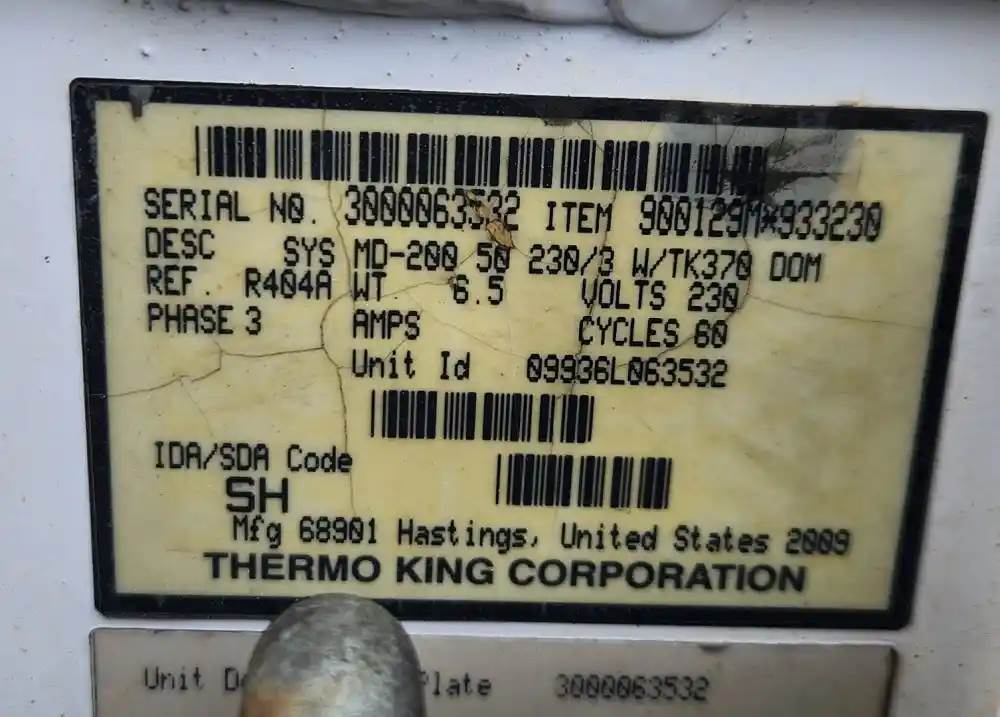 SERIAL NO. 3000063532 ITEM 900129M*933230
DESC SYS MD-200 50 230/3 W/TK370 DOM
REF. R404A WT 6.5 VOLTS 230
PHASE 3 AMPS CYCLES 60
Unit Id 09936L063532
IDA/SDA Code
SH
Mfg 68901 Hastings, United States 2009
THERMO KING CORPORATION
Unit 3000063532